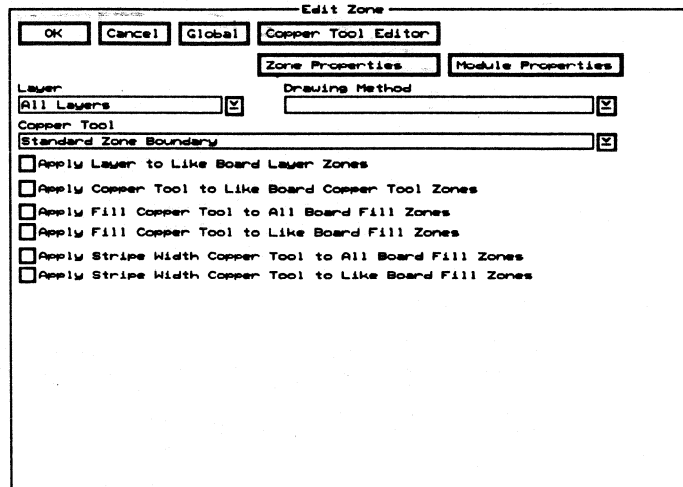 Edit Zone
OK Cancel Global Copper Tool Editor
Zone Properties Module Properties
Layer Drawing Method
All Layers
Copper Tool
Standard Zone Boundary
Apply Layer to Like Board Layer Zones
Apply Copper Tool to Like Board Copper Tool Zones
Apply Fill Copper Tool to All Board Fill Zones
Apply Fill Copper Tool to Like Board Fill Zones
Apply Stripe Width Copper Tool to All Board Fill Zones
Apply Stripe Width Copper Tool to Like Board Fill Zones